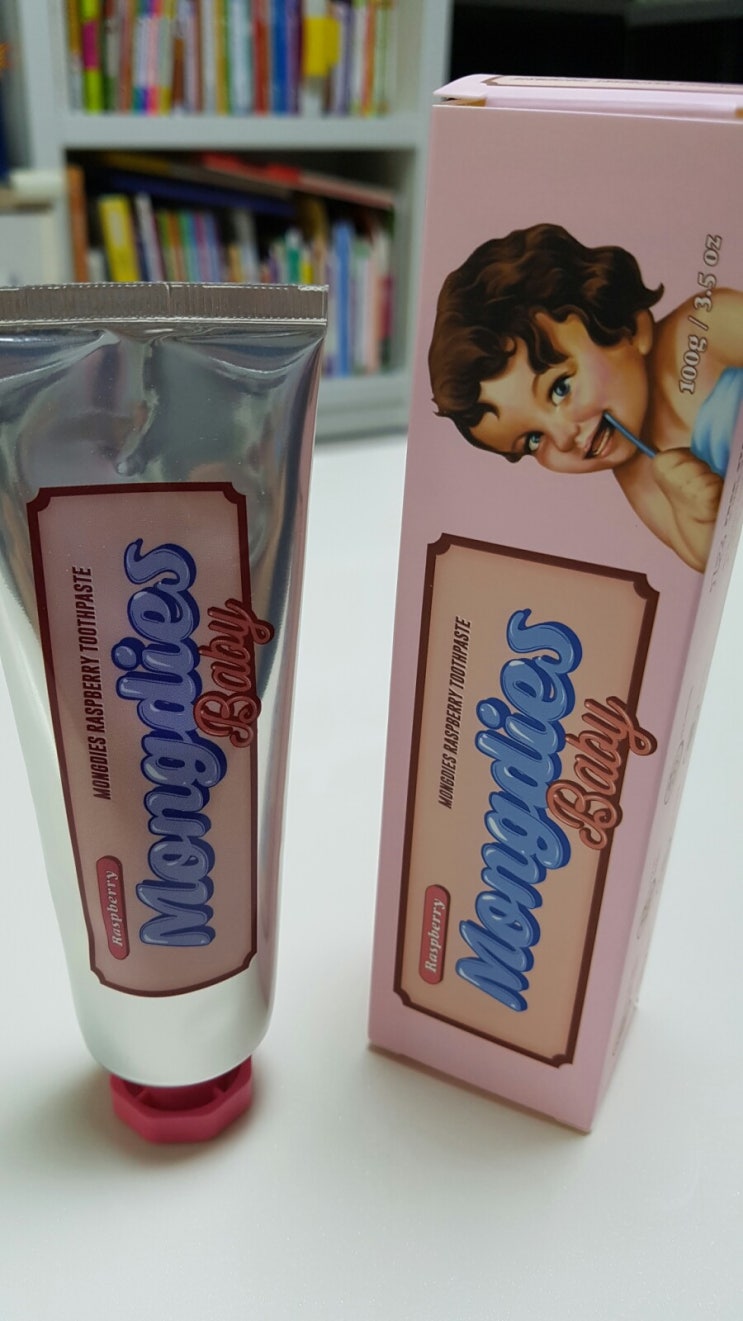 MONGDIES RASPBERRY TOOTHPASTE
Mongdies
Baby
Raspberry
100g / 3.5 oz
MONGDIES RASPBERRY TOOTHPASTE
Mongdies
Baby
Raspberry